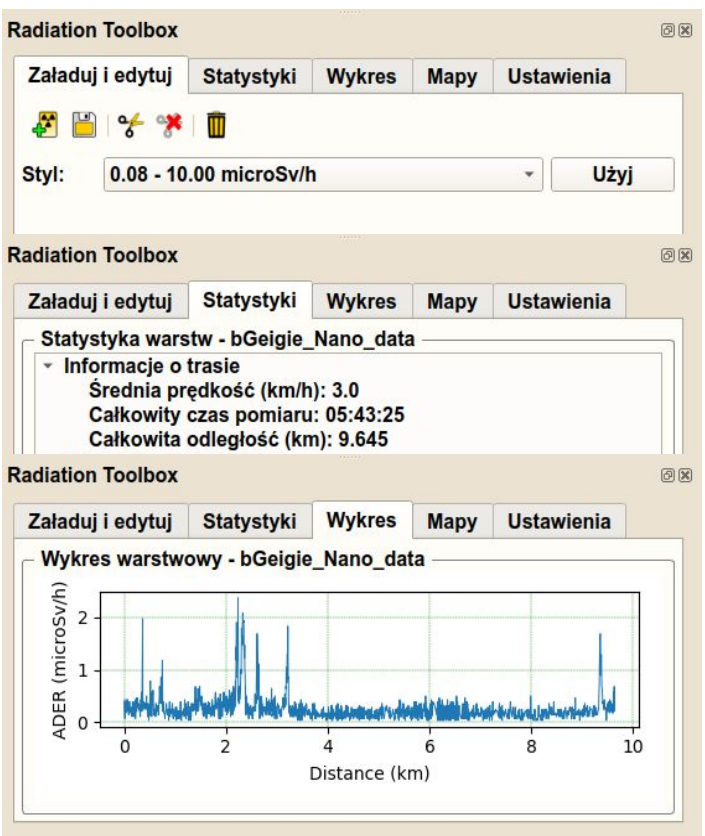 Radiation Toolbox
Załaduj i edytuj Statystyki Wykres Mapy Ustawienia
Styl: 0.08 - 10.00 microSv/h Użyj
Radiation Toolbox
Załaduj i edytuj Statystyki Wykres Mapy Ustawienia
Statystyka warstw - bGeigie_Nano_data
Informacje o trasie
Średnia prędkość (km/h): 3.0
Całkowity czas pomiaru: 05:43:25
Całkowita odległość (km): 9.645
Radiation Toolbox
Załaduj i edytuj Statystyki Wykres Mapy Ustawienia
Wykres warstwowy - bGeigie_Nano_data
ADER (microSv/h)
2
1
0
0 2 4 6 8 10
Distance (km)